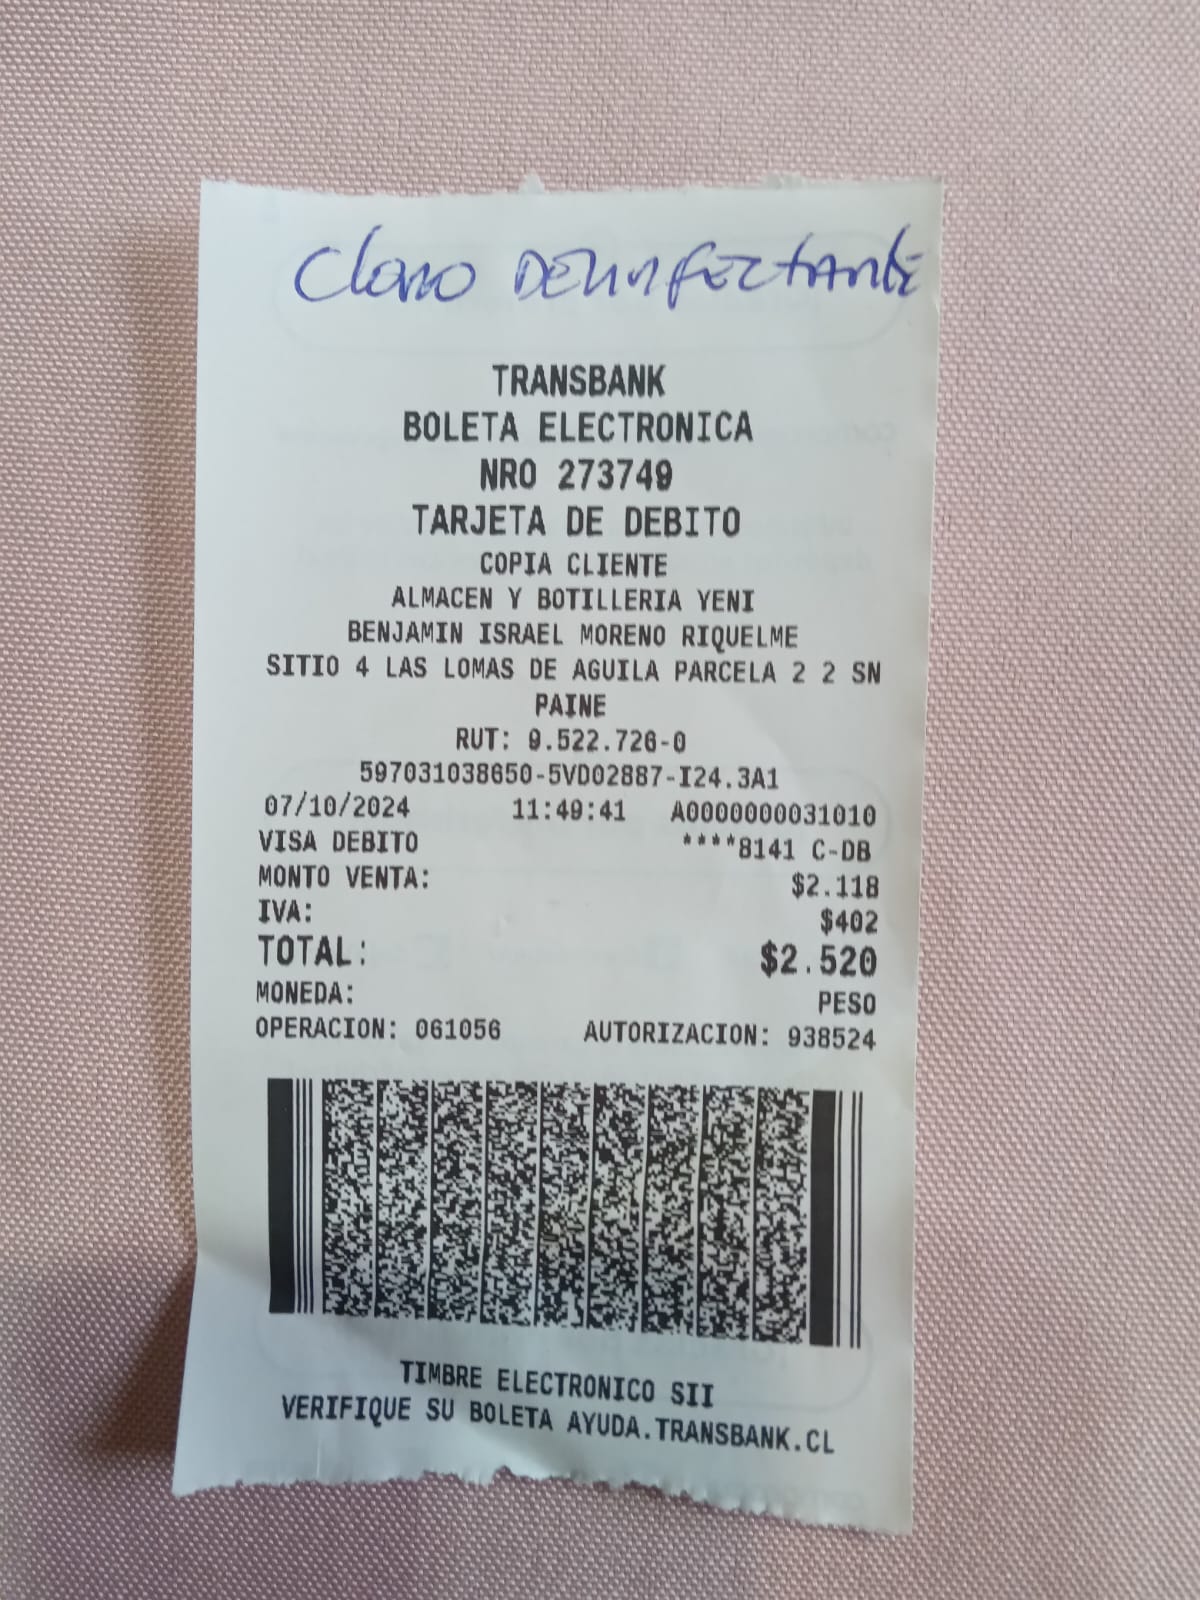 Cloro DESINFECTANTE
TRANSBANK
BOLETA ELECTRONICA
NRO 273749
TARJETA DE DEBITO
COPIA CLIENTE
ALMACEN Y BOTILLERIA YENI
BENJAMIN ISRAEL MORENO RIQUELME
SITIO 4 LAS LOMAS DE AGUILA PARCELA 2 2 SN
PAINE
RUT: 9.522.726-0
597031038650-5VD02887-I24.3A1
07/10/2024 11:49:41 A0000000031010
VISA DEBITO ****8141 C-DB
MONTO VENTA: $2.118
IVA: $402
TOTAL: $2.520
MONEDA: PESO
OPERACION: 061056 AUTORIZACION: 938524
TIMBRE ELECTRONICO SII
VERIFIQUE SU BOLETA AYUDA.TRANSBANK.CL